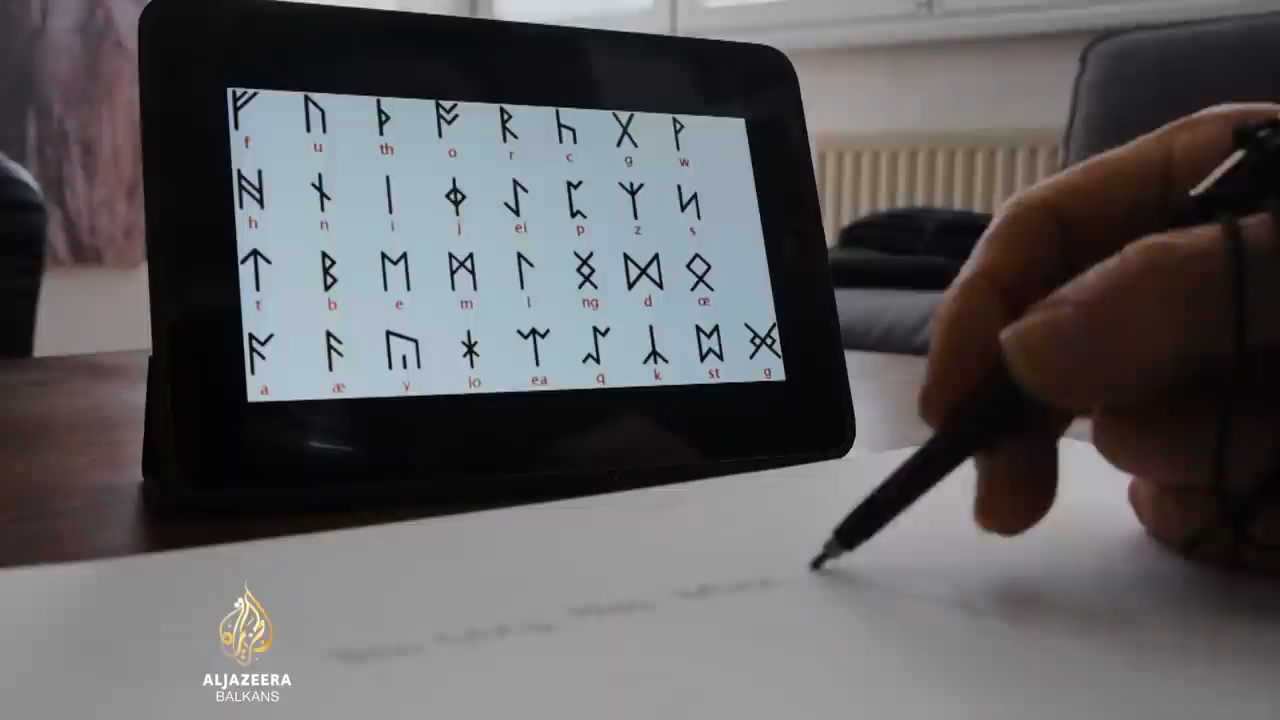 ᚠ ᚢ ᚦ ᚩ ᚱ ᚳ ᚷ ᚹ
f u th o r c g w
ᚻ ᚾ ᛁ ᛄ ᛇ ᛈ ᛉ ᛋ
h n i j ei p z s
ᛏ ᛒ ᛖ ᛗ ᛚ ᛝ ᛞ ᛟ
t b e m l ng d œ
ᚪ ᚫ ᚣ ᛡ ᛠ ᛢ ᛣ ᛥ ᚸ
a æ y io ea q k st g
ALJAZEERA
BALKANS